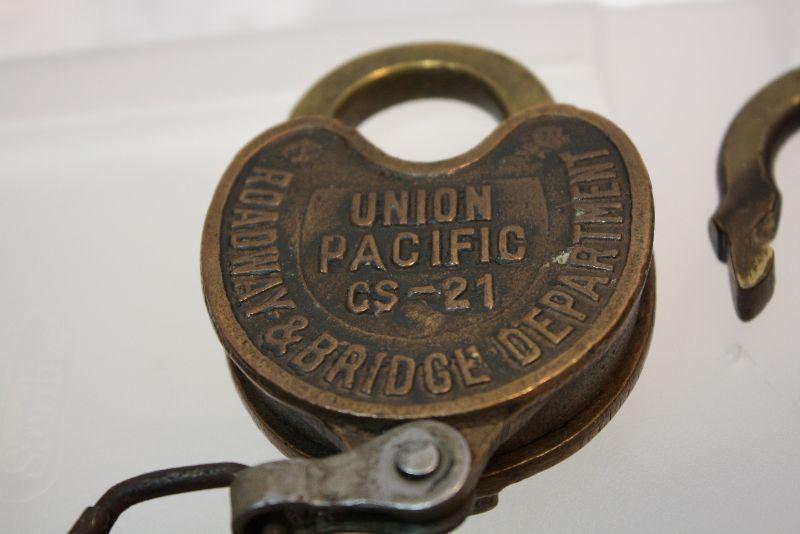 UNION
PACIFIC
CS-21
ROADWAY & BRIDGE DEPARTMENT